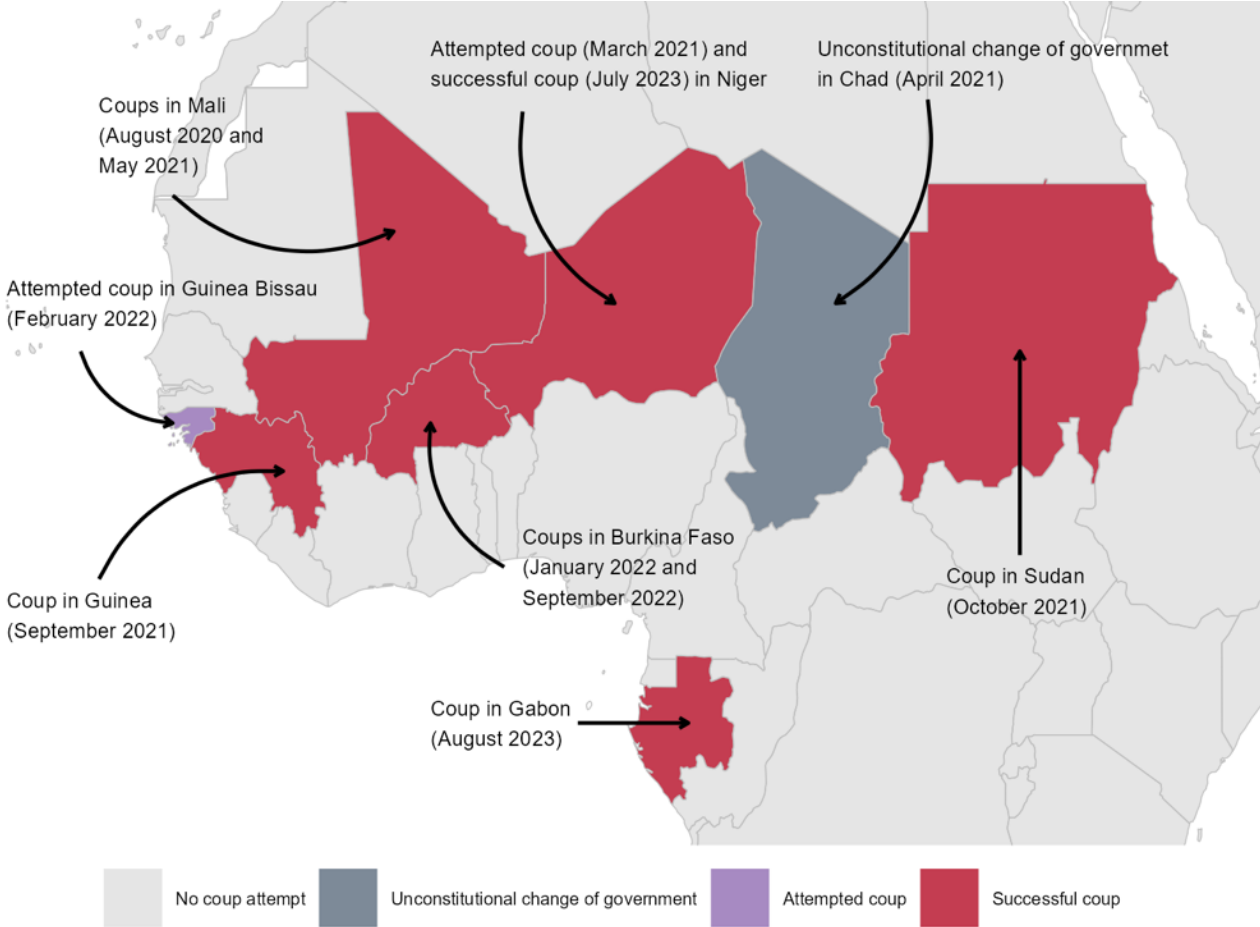 Attempted coup (March 2021) and
successful coup (July 2023) in Niger
Unconstitutional change of governmet
in Chad (April 2021)
Coups in Mali
(August 2020 and
May 2021)
Attempted coup in Guinea Bissau
(February 2022)
Coups in Burkina Faso
(January 2022 and
September 2022)
Coup in Sudan
(October 2021)
Coup in Guinea
(September 2021)
Coup in Gabon
(August 2023)
No coup attempt
Unconstitutional change of government
Attempted coup
Successful coup